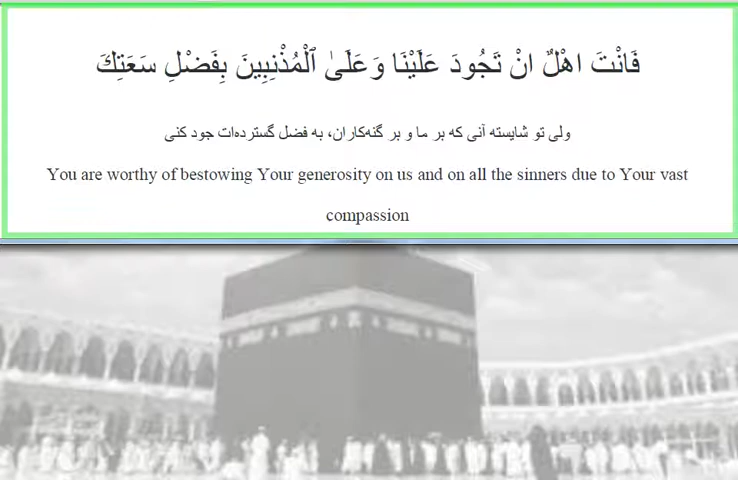 فَانْتَ اهْلٌ انْ تَجُودَ عَلَيْنَا وَعَلَىٰ ٱلْمُذْنِبِينَ بِفَضْلِ سَعَتِكَ
ولی تو شایسته آنی که بر ما و بر گنه‌کاران، به فضل گسترده‌ات جود کنی
You are worthy of bestowing Your generosity on us and on all the sinners due to Your vast
compassion